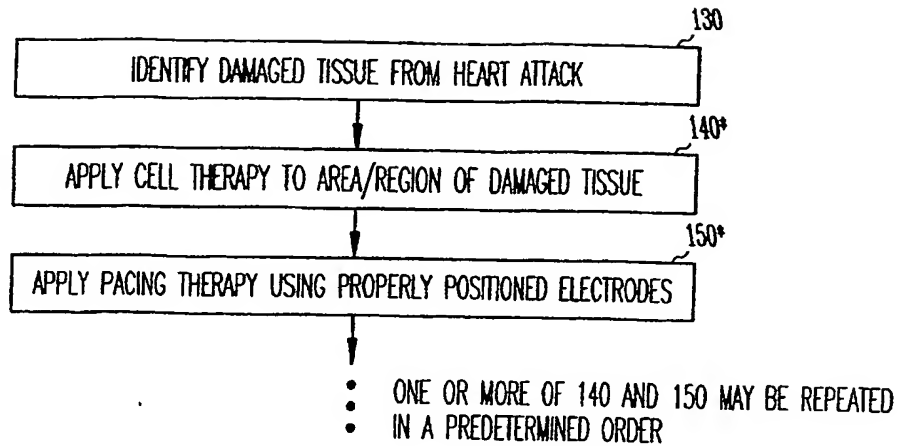 130
IDENTIFY DAMAGED TISSUE FROM HEART ATTACK
140*
APPLY CELL THERAPY TO AREA/REGION OF DAMAGED TISSUE
150*
APPLY PACING THERAPY USING PROPERLY POSITIONED ELECTRODES
ONE OR MORE OF 140 AND 150 MAY BE REPEATED
IN A PREDETERMINED ORDER